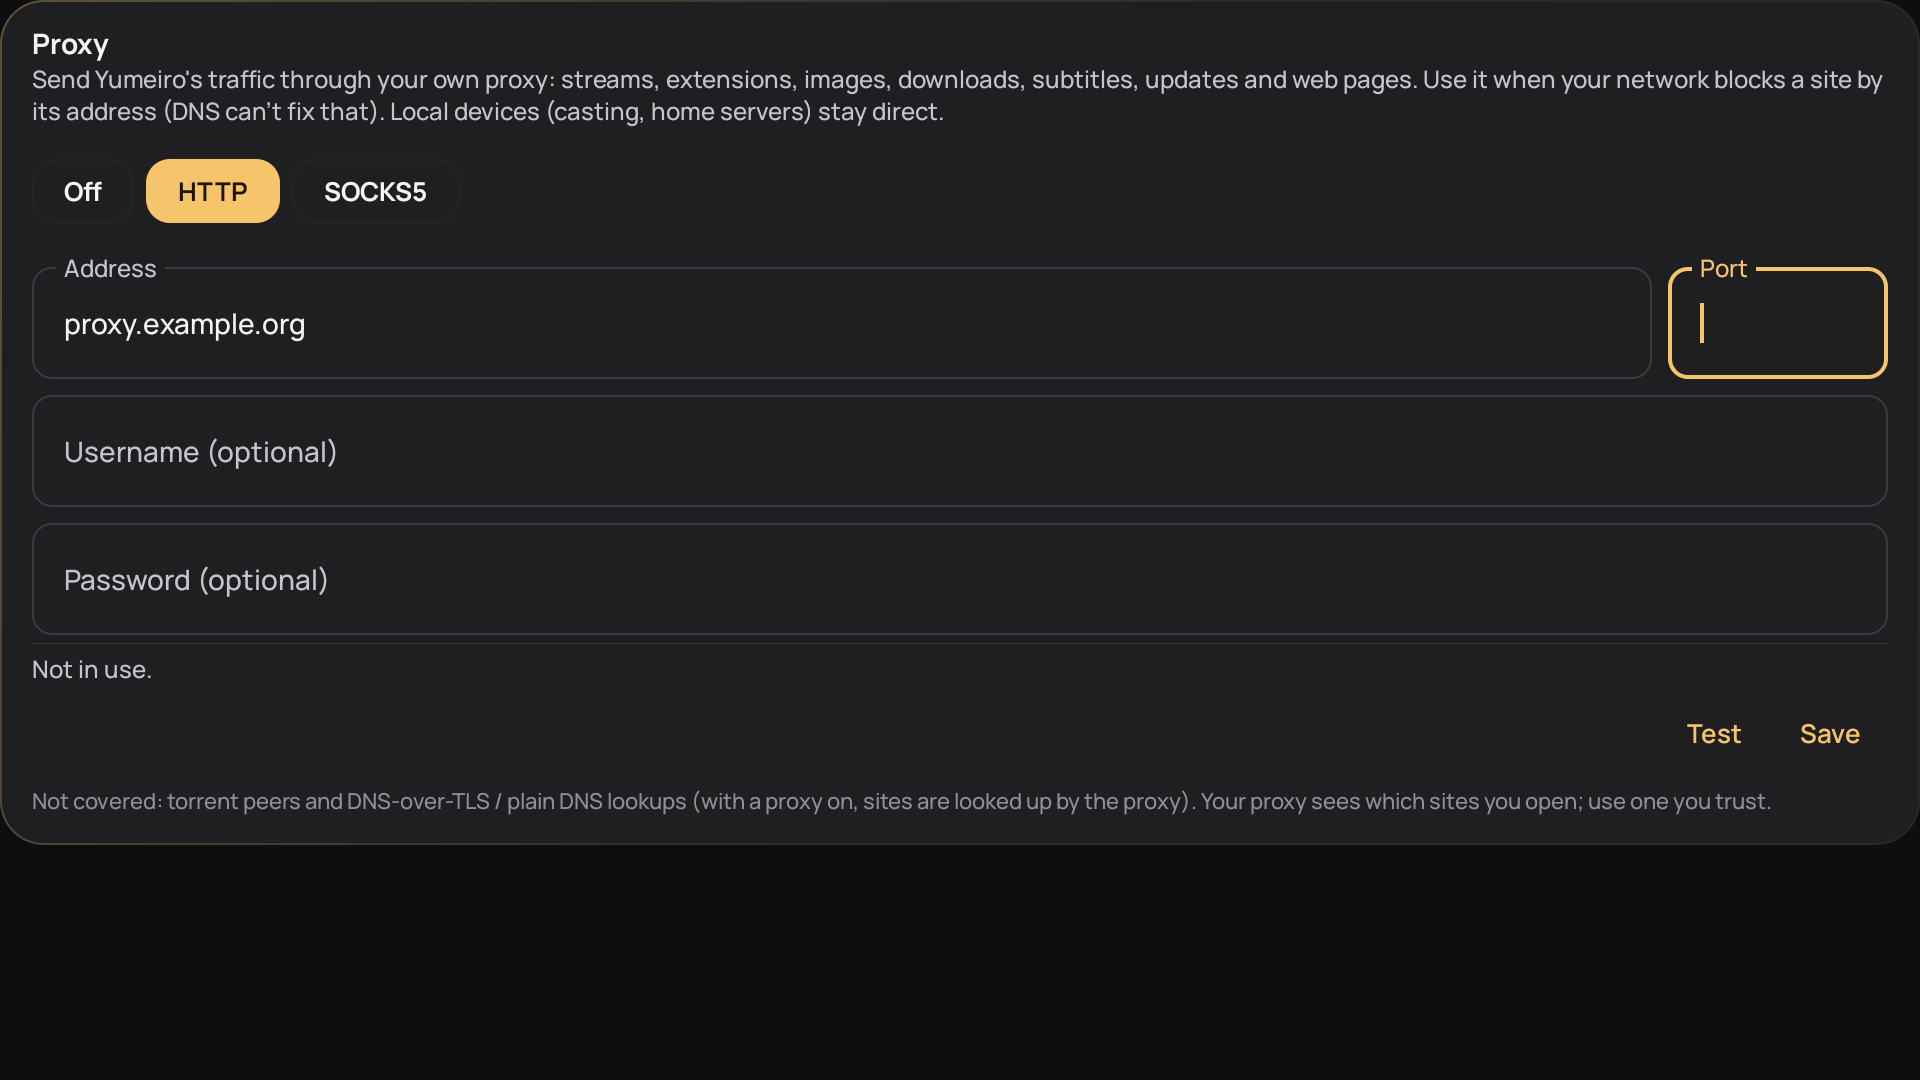 Proxy
Send Yumeiro's traffic through your own proxy: streams, extensions, images, downloads, subtitles, updates and web pages. Use it when your network blocks a site by
its address (DNS can't fix that). Local devices (casting, home servers) stay direct.
Off HTTP SOCKS5
Address Port
proxy.example.org
Username (optional)
Password (optional)
Not in use.
Test Save
Not covered: torrent peers and DNS-over-TLS / plain DNS lookups (with a proxy on, sites are looked up by the proxy). Your proxy sees which sites you open; use one you trust.